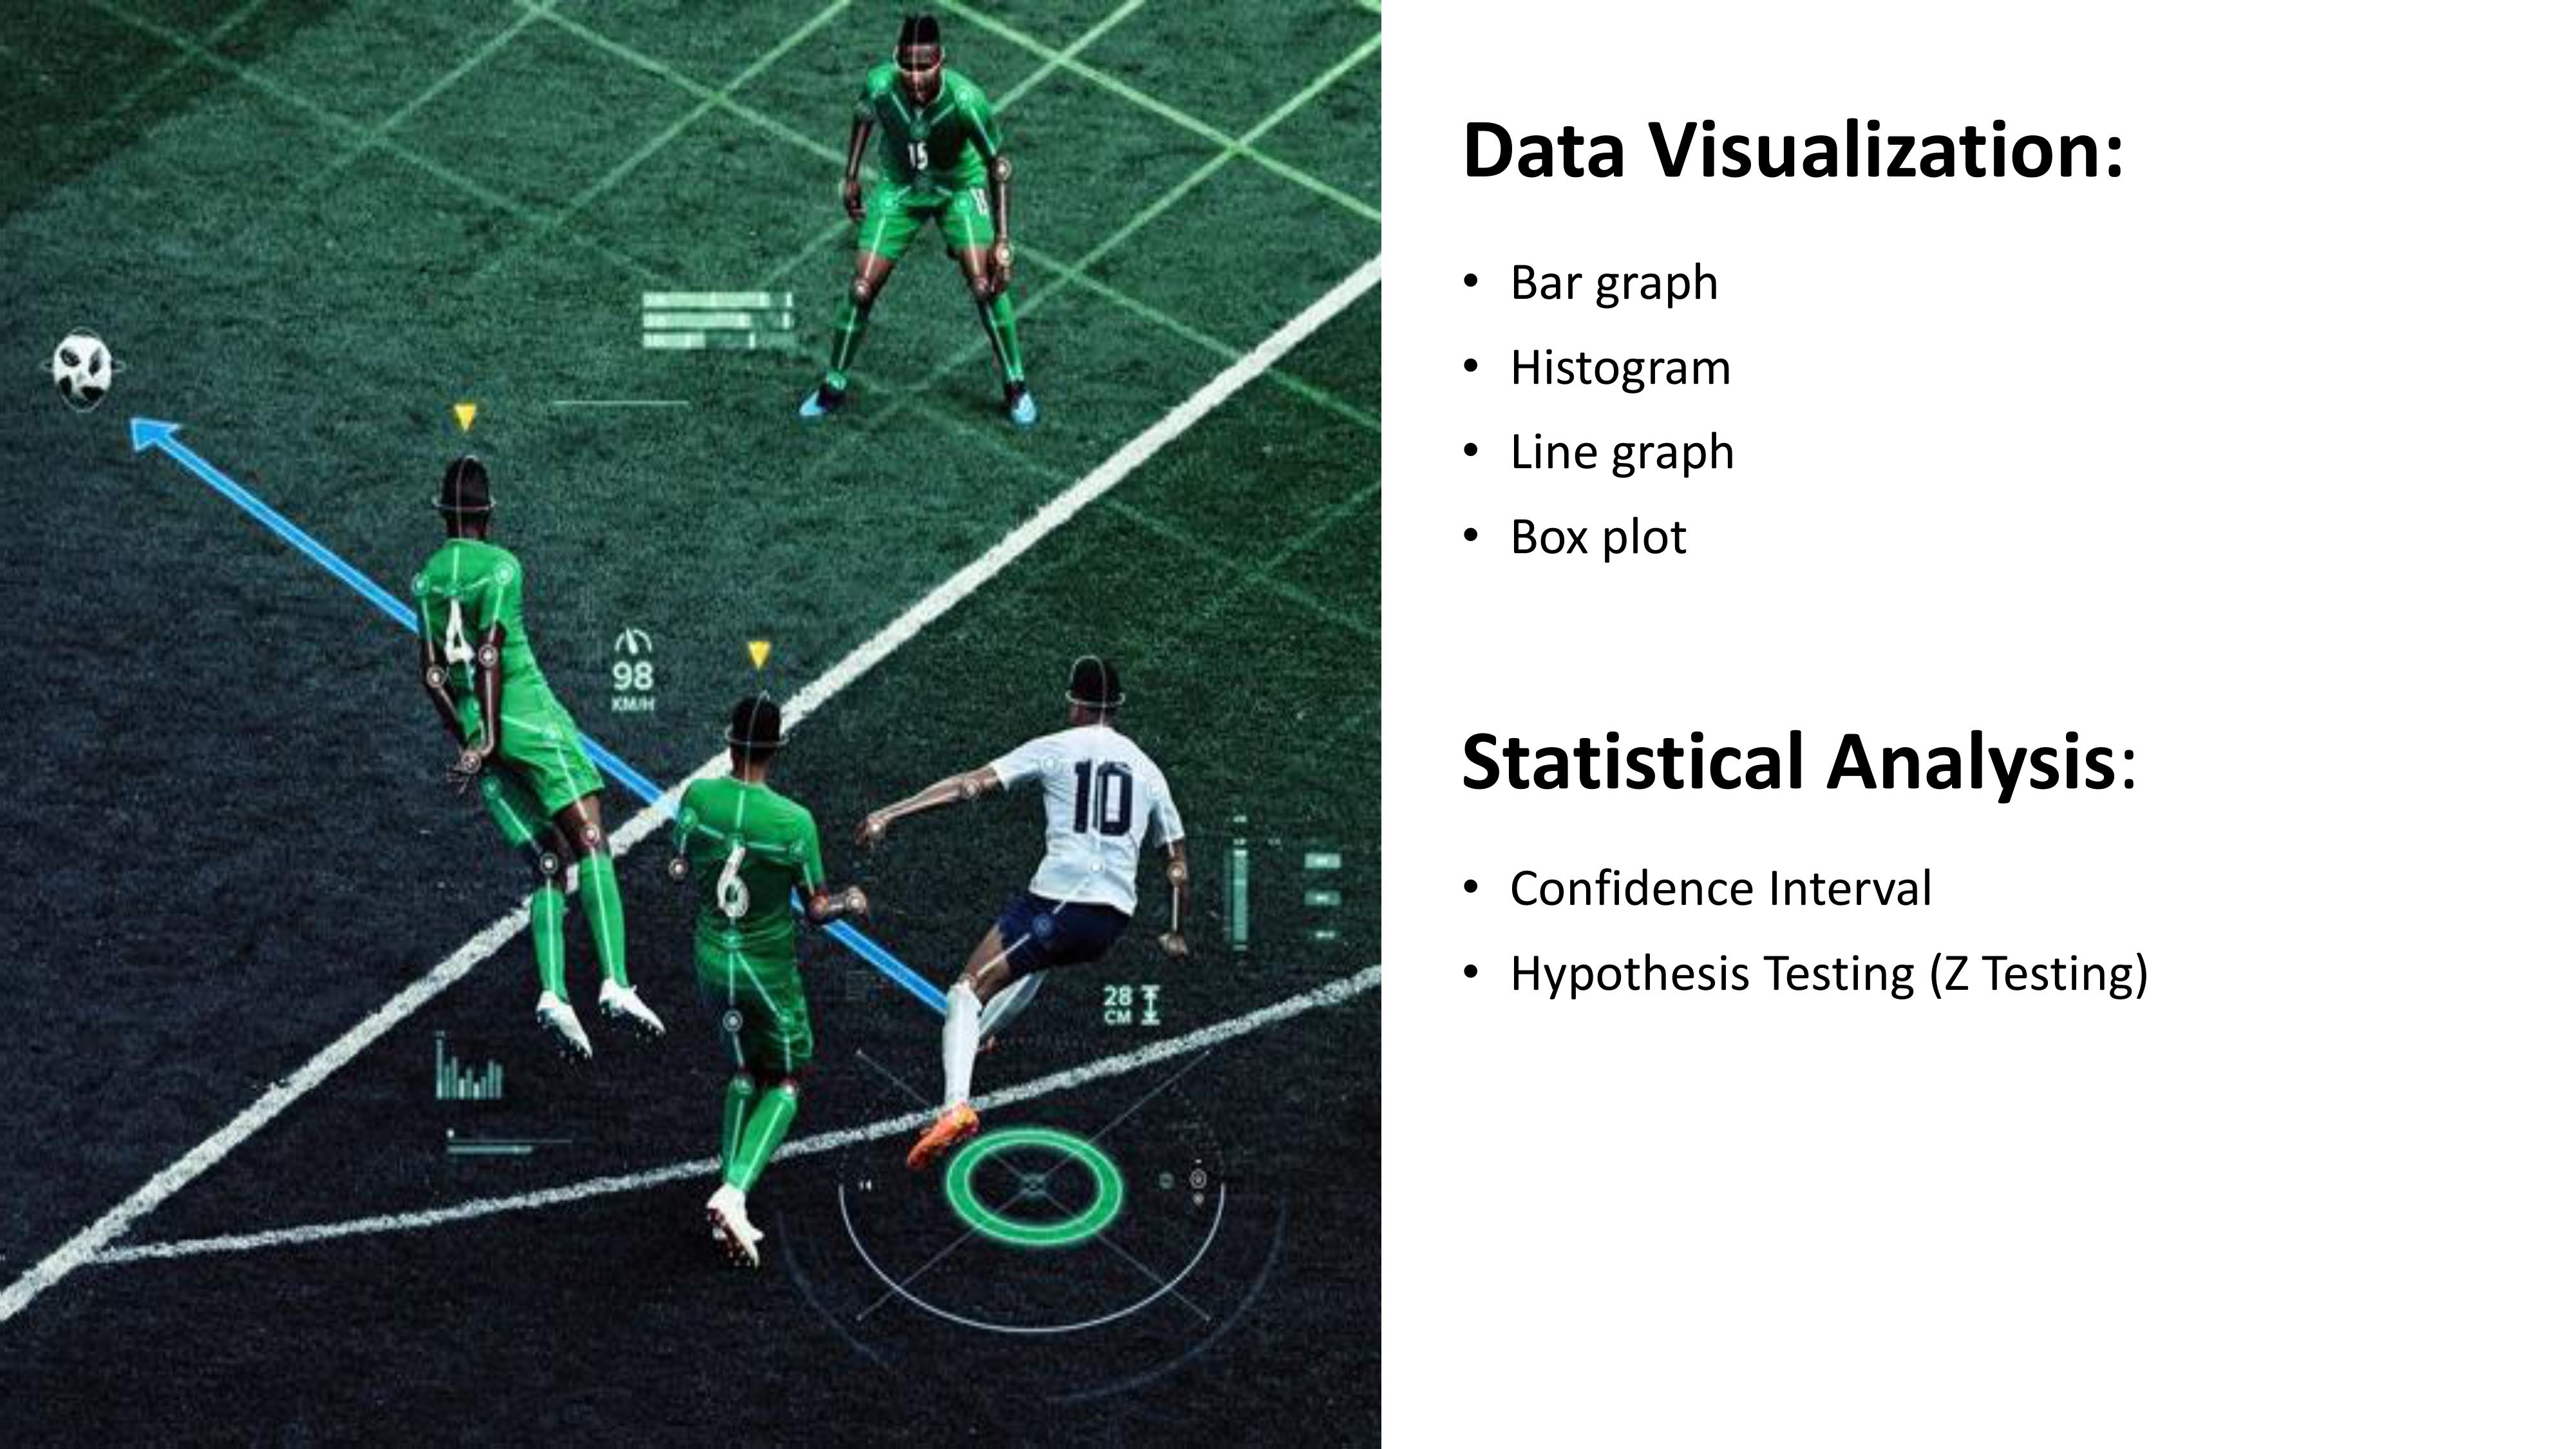 15
15
4
98
KM/H
6
10
28
CM
Data Visualization:
• Bar graph
• Histogram
• Line graph
• Box plot
Statistical Analysis:
• Confidence Interval
• Hypothesis Testing (Z Testing)